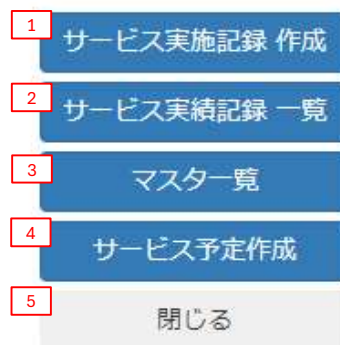 1
サービス実施記録 作成
2
サービス実績記録 一覧
3
マスター覧
4
サービス予定作成
5
閉じる